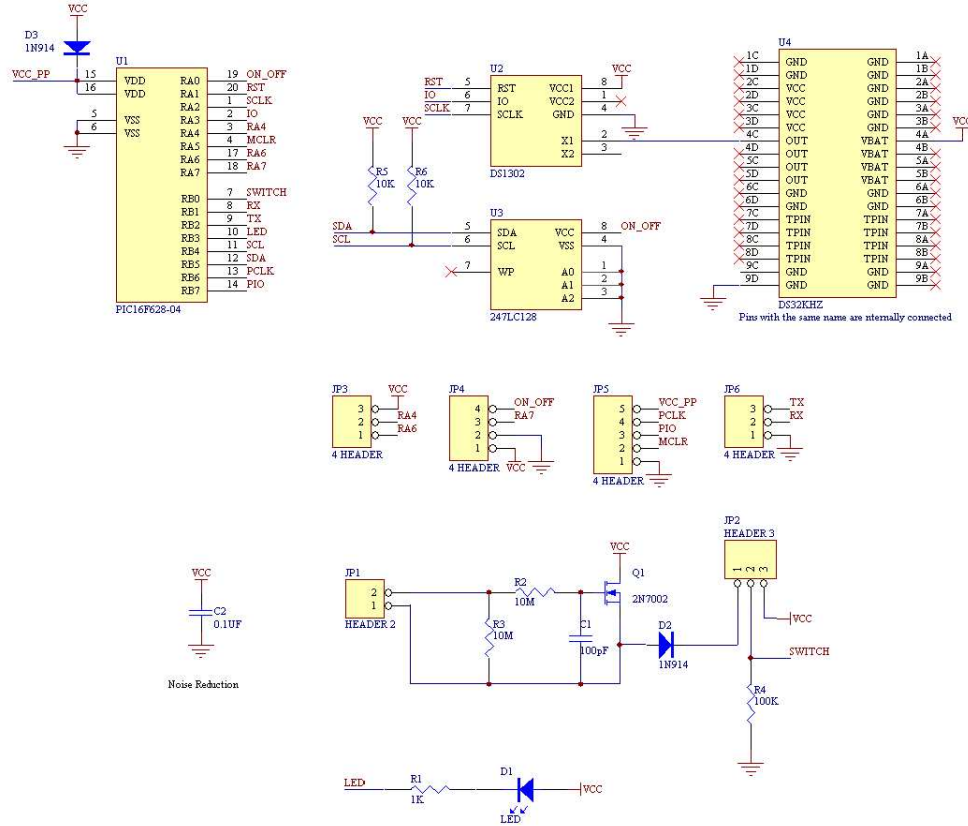 VCC
D3
1N914
VCC_PP
U1
15 VDD RA0 19 ON_OFF
16 VDD RA1 20 RST
RA2 1 SCLK
5 VSS RA3 2 IO
6 VSS RA4 3 RA4
RA5 4 MCLR
RA6 17 RA6
RA7 18 RA7
RB0 7 SWITCH
RB1 8 RX
RB2 9 TX
RB3 10 LED
RB4 11 SCL
RB5 12 SDA
RB6 13 PCLK
RB7 14 PIO
PIC16F628-04
U2
RST 5 RST VCC1 8 VCC
IO 6 IO VCC2 1
SCLK 7 SCLK GND 4
X1 2
X2 3
DS1302
VCC VCC
R5 R6
10K 10K
U3
SDA 5 SDA VCC 8 ON_OFF
SCL 6 SCL VSS 4
7 WP A0 1
A1 2
A2 3
247LC128
U4
1C GND GND 1A
1D GND GND 1B
2C VCC GND 2A
2D VCC GND 2B
3C VCC GND 3A
3D VCC GND 3B
4C OUT VBAT 4A VCC
4D OUT VBAT 4B
5C OUT VBAT 5A
5D OUT VBAT 5B
6C GND GND 6A
6D GND GND 6B
7C TPIN TPIN 7A
7D TPIN TPIN 7B
8C TPIN TPIN 8A
8D TPIN TPIN 8B
9C GND GND 9A
9D GND GND 9B
DS32KHZ
Pins with the same name are nternally connected
JP3
VCC
3
2 RA4
1 RA6
4 HEADER
JP4
4 ON_OFF
3 RA7
2
1
VCC
4 HEADER
JP5
5 VCC_PP
4 PCLK
3 PIO
2 MCLR
1
4 HEADER
JP6
3 TX
2 RX
1
4 HEADER
VCC
C2
0.1UF
Noise Reduction
JP1
2
1
HEADER 2
R2
10M
R3
10M
C1
100pF
VCC
Q1
2N7002
D2
1N914
JP2
HEADER 3
1 2 3
VCC
SWITCH
R4
100K
LED
R1
1K
D1
LED
VCC